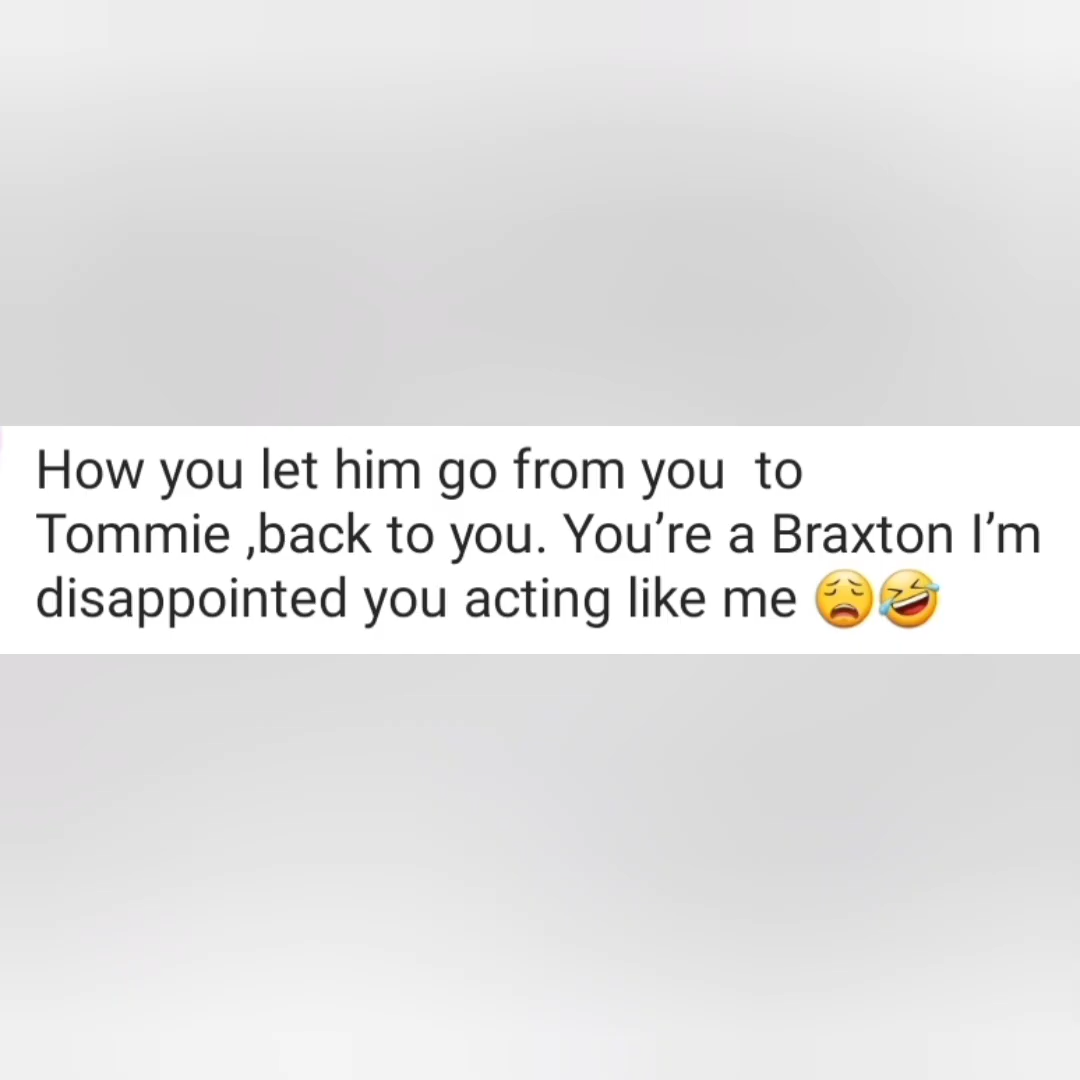 How you let him go from you  to
Tommie ,back to you. You’re a Braxton I’m
disappointed you acting like me 😩🤣